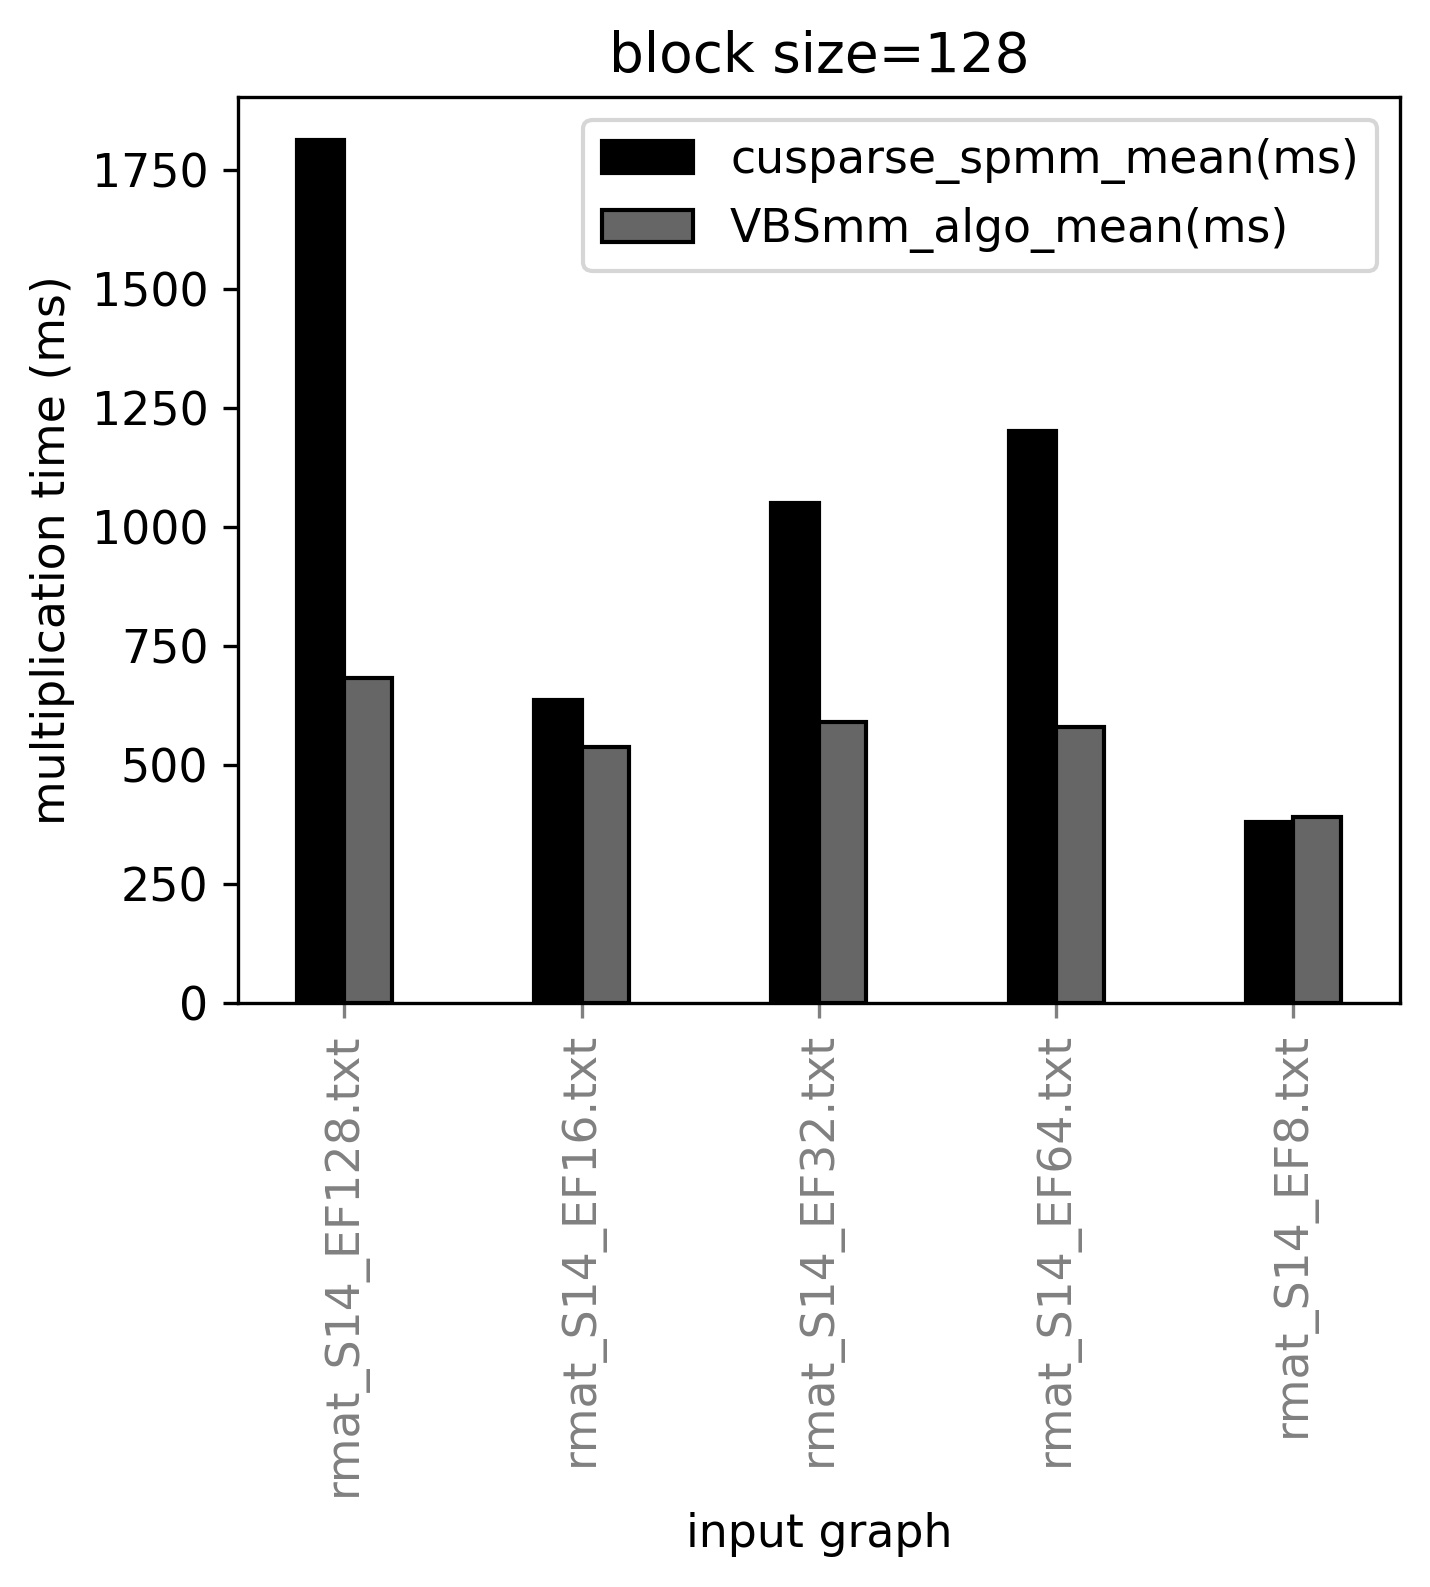 block size=128
cusparse_spmm_mean(ms)
VBSmm_algo_mean(ms)
multiplication time (ms)
1750
1500
1250
1000
750
500
250
0
rmat_S14_EF128.txt
rmat_S14_EF16.txt
rmat_S14_EF32.txt
rmat_S14_EF64.txt
rmat_S14_EF8.txt
input graph